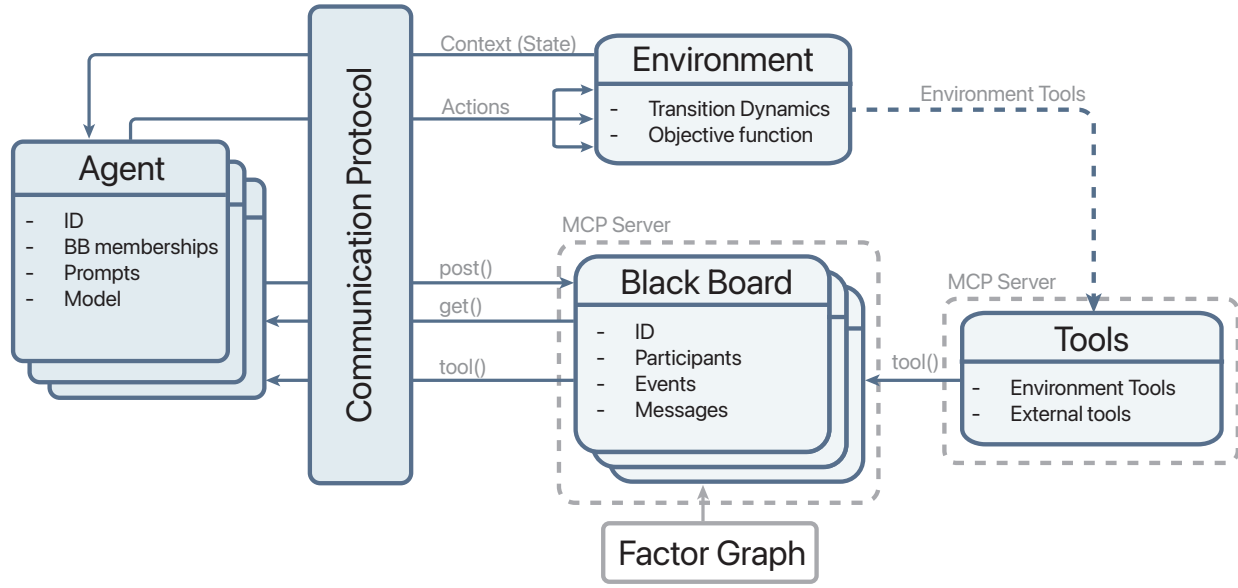 Context (State)
Actions
Communication Protocol
Environment
- Transition Dynamics
- Objective function
Environment Tools
Agent
- ID
- BB memberships
- Prompts
- Model
post()
get()
tool()
MCP Server
Black Board
- ID
- Participants
- Events
- Messages
tool()
MCP Server
Tools
- Environment Tools
- External tools
Factor Graph